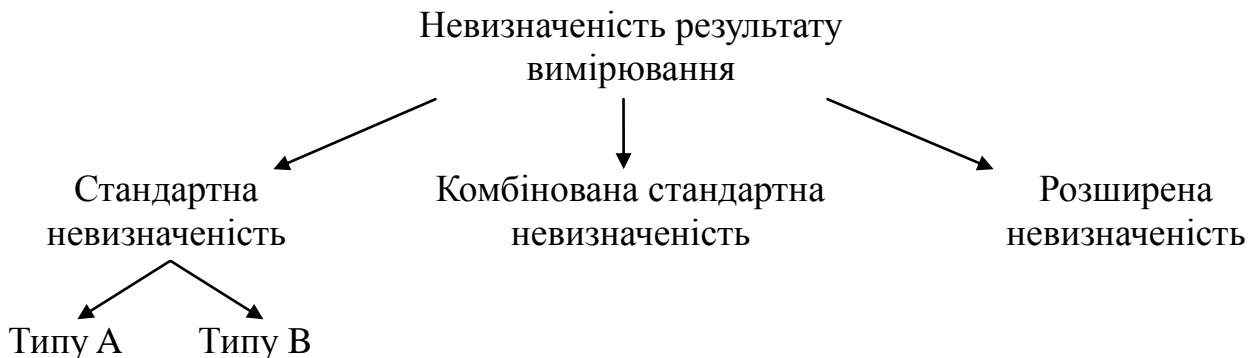 Невизначеність результату
вимірювання
Стандартна
невизначеність
Комбінована стандартна
невизначеність
Розширена
невизначеність
Типу А
Типу В